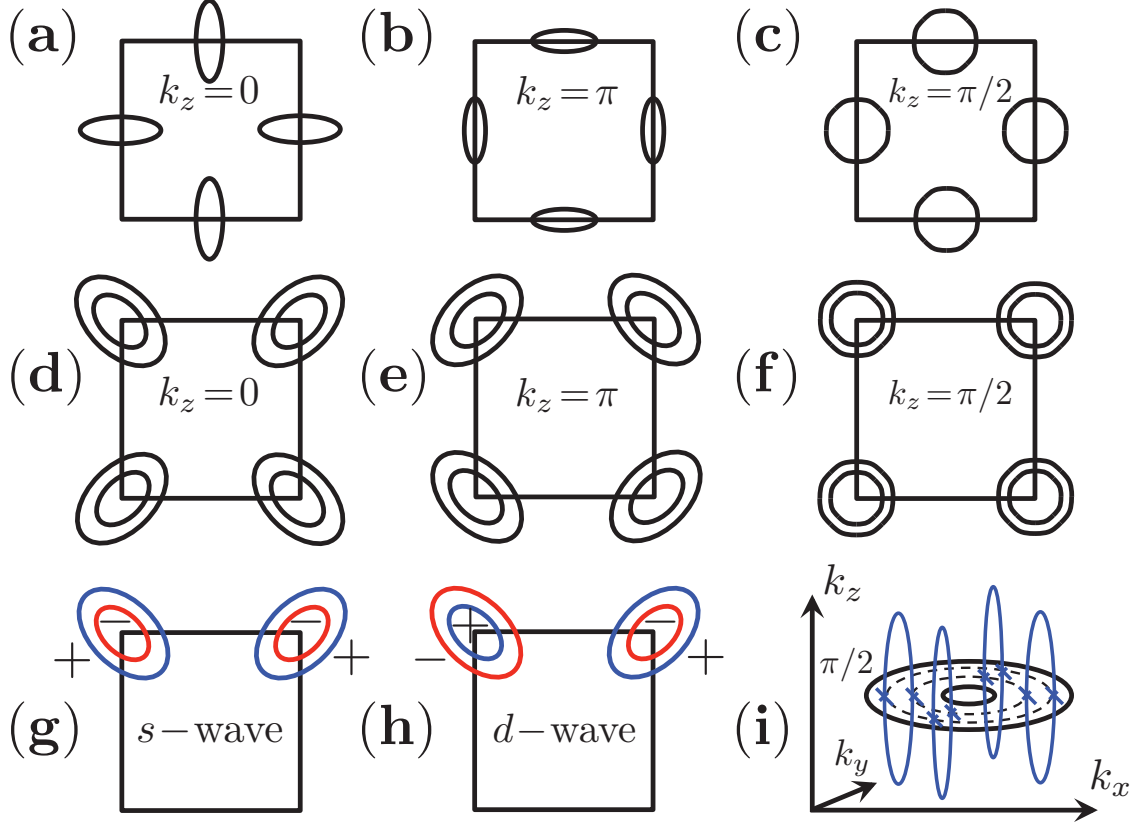 (a) k_z = 0
(b) k_z = π
(c) k_z = π/2
(d) k_z = 0
(e) k_z = π
(f) k_z = π/2
− −
+ +
(g) s − wave
+ −
− +
(h) d − wave
(i) k_z
π/2
k_y
k_x